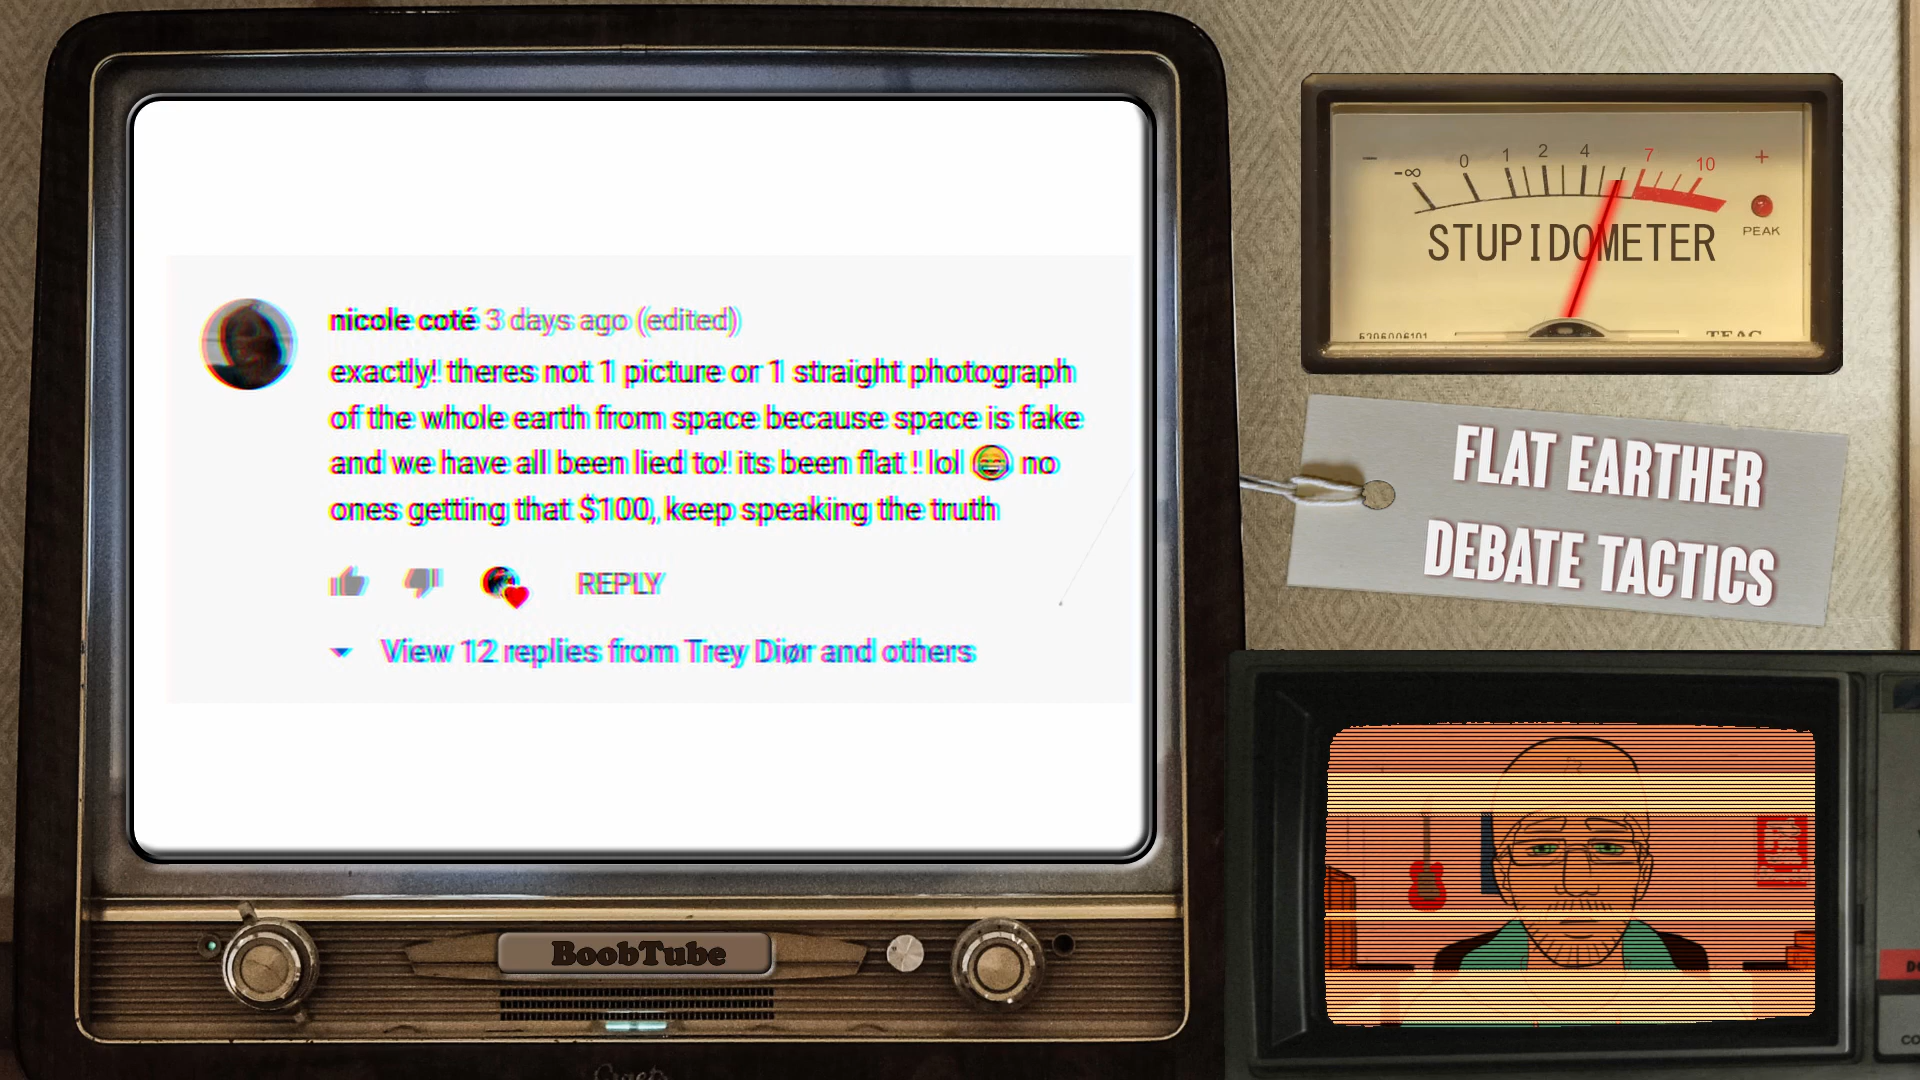 nicole coté 3 days ago (edited)
exactly! theres not 1 picture or 1 straight photograph
of the whole earth from space because space is fake
and we have all been lied to! its been flat ! lol 😅 no
ones getting that $100, keep speaking the truth
REPLY
View 12 replies from Trey Diør and others
BoobTube
− -∞ 0 1 2 4 7 10 +
PEAK
STUPIDOMETER
TEAC
FLAT EARTHER
DEBATE TACTICS